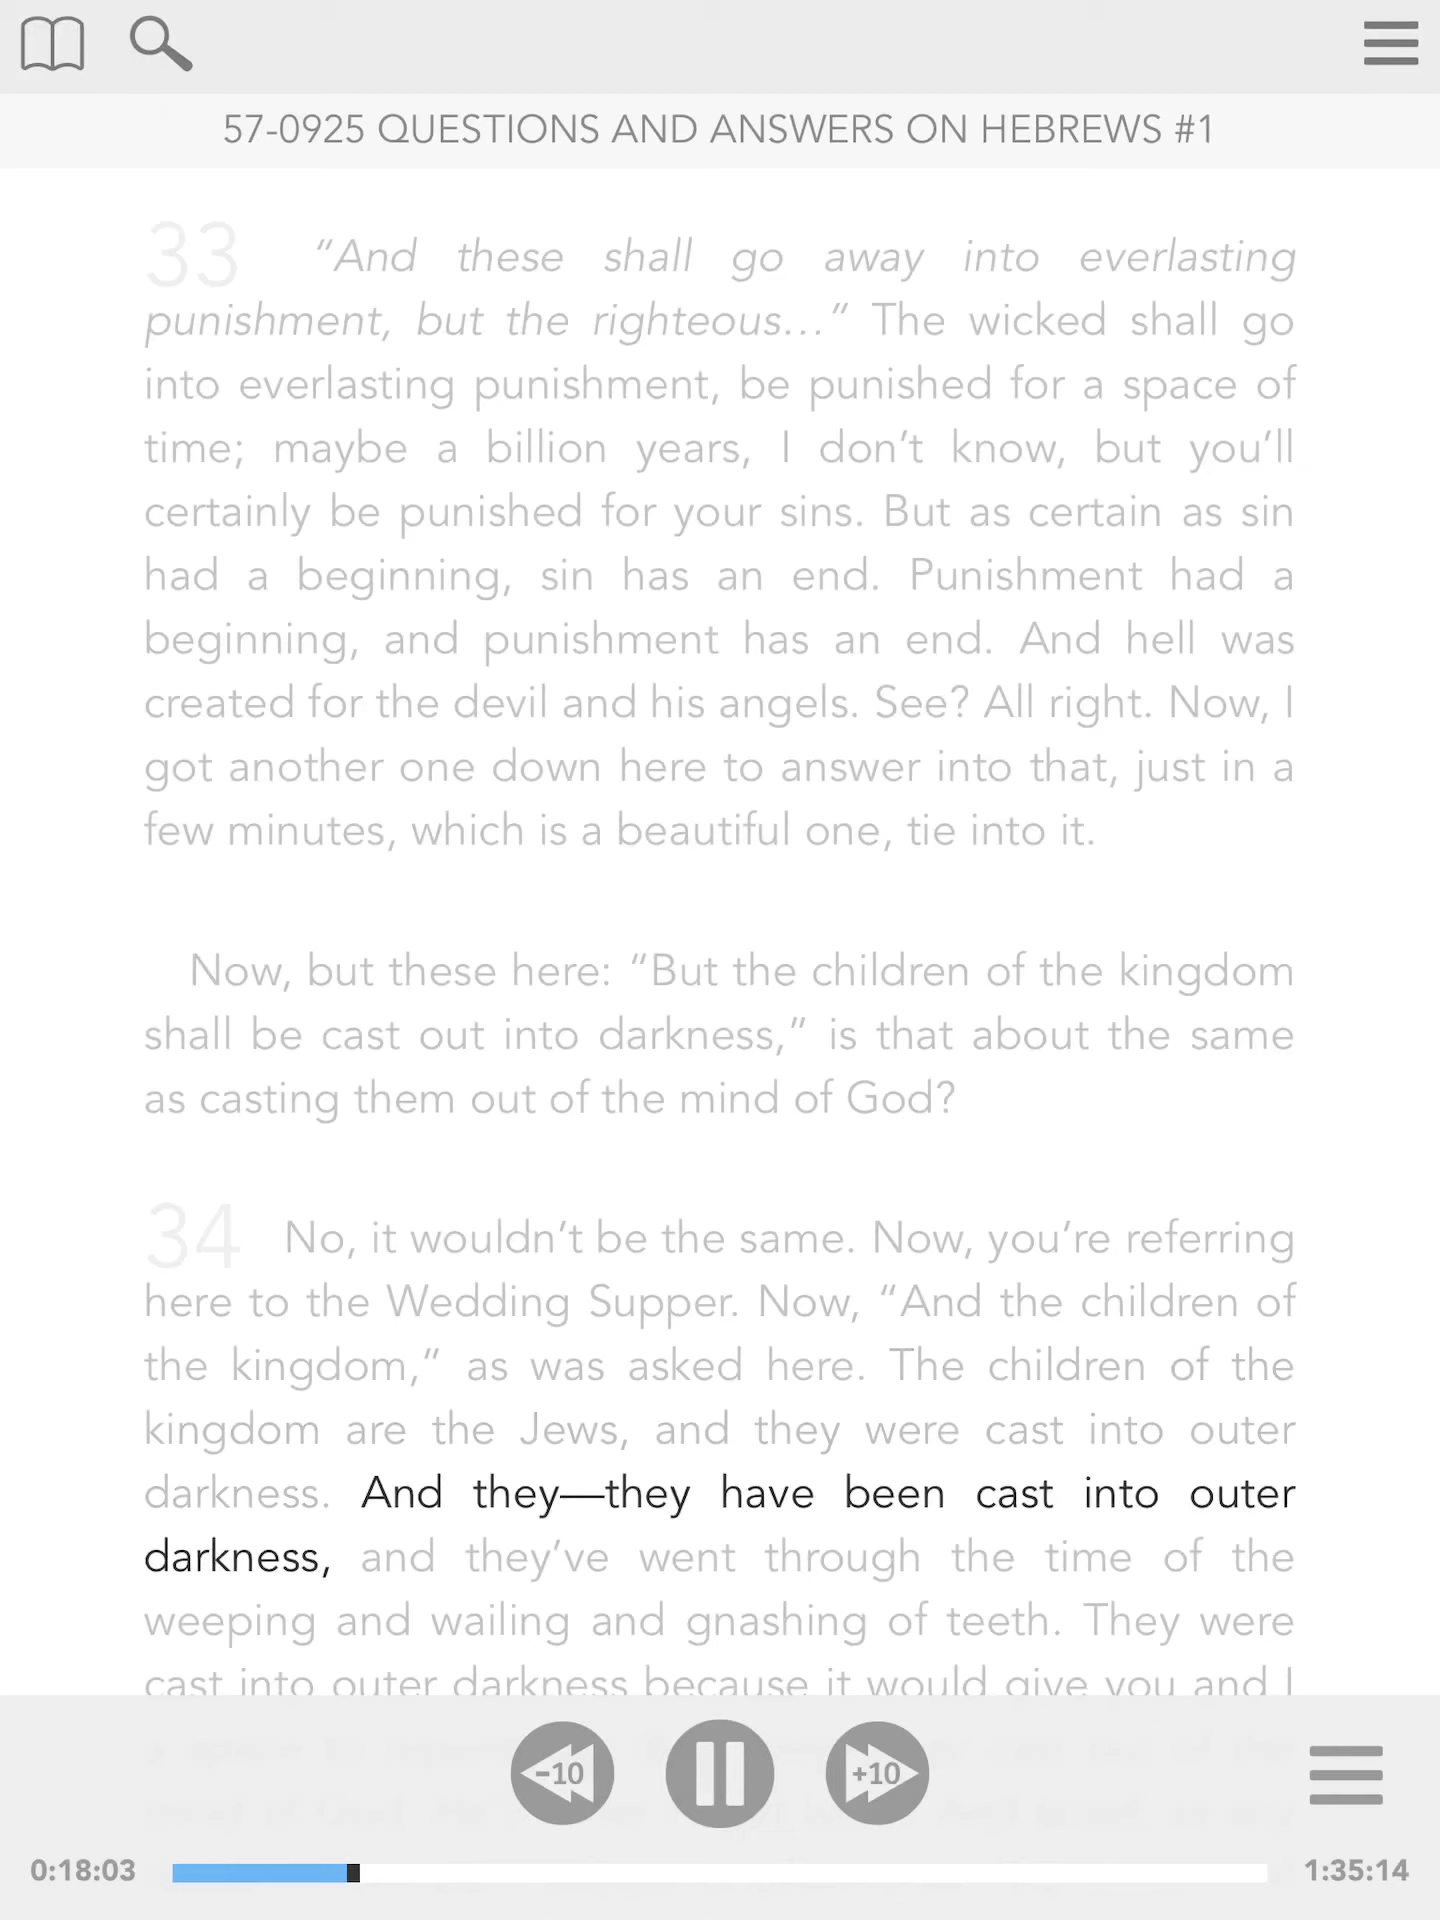 57-0925 QUESTIONS AND ANSWERS ON HEBREWS #1
33 “And these shall go away into everlasting
punishment, but the righteous…” The wicked shall go
into everlasting punishment, be punished for a space of
time; maybe a billion years, I don’t know, but you’ll
certainly be punished for your sins. But as certain as sin
had a beginning, sin has an end. Punishment had a
beginning, and punishment has an end. And hell was
created for the devil and his angels. See? All right. Now, I
got another one down here to answer into that, just in a
few minutes, which is a beautiful one, tie into it.
Now, but these here: “But the children of the kingdom
shall be cast out into darkness,” is that about the same
as casting them out of the mind of God?
34 No, it wouldn’t be the same. Now, you’re referring
here to the Wedding Supper. Now, “And the children of
the kingdom,” as was asked here. The children of the
kingdom are the Jews, and they were cast into outer
darkness. And they—they have been cast into outer
darkness, and they’ve went through the time of the
weeping and wailing and gnashing of teeth. They were
cast into outer darkness because it would give you and I
-10 +10
0:18:03 1:35:14